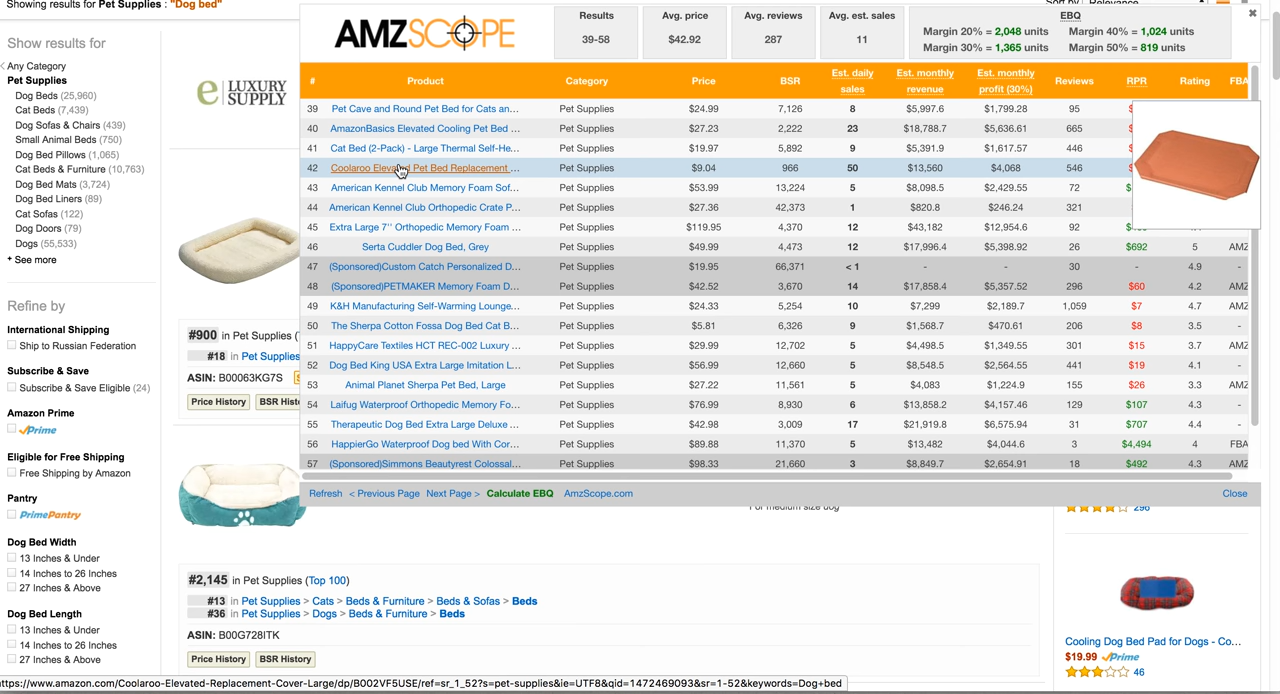 Showing results for Pet Supplies : "Dog bed"
Sort by Relevance
Show results for
Any Category
Pet Supplies
Dog Beds (25,960)
Cat Beds (7,439)
Dog Sofas & Chairs (439)
Small Animal Beds (750)
Dog Bed Pillows (1,065)
Cat Beds & Furniture (10,763)
Dog Bed Mats (3,724)
Dog Bed Liners (89)
Cat Sofas (122)
Dog Doors (79)
Dogs (55,533)
+ See more
Refine by
International Shipping
Ship to Russian Federation
Subscribe & Save
Subscribe & Save Eligible (24)
Amazon Prime
Prime
Eligible for Free Shipping
Free Shipping by Amazon
Pantry
PrimePantry
Dog Bed Width
13 Inches & Under
14 Inches to 26 Inches
27 Inches & Above
Dog Bed Length
13 Inches & Under
14 Inches to 26 Inches
27 Inches & Above
e LUXURY SUPPLY
#900 in Pet Supplies (
#18 in Pet Supplies
ASIN: B00063KG7S
Price History BSR Hist
AMZSCOPE
Results 39-58
Avg. price $42.92
Avg. reviews 287
Avg. est. sales 11
EBQ
Margin 20% = 2,048 units Margin 40% = 1,024 units
Margin 30% = 1,365 units Margin 50% = 819 units
# Product Category Price BSR Est. daily sales Est. monthly revenue Est. monthly profit (30%) Reviews RPR Rating FBA
39 Pet Cave and Round Pet Bed for Cats an... Pet Supplies $24.99 7,126 8 $5,997.6 $1,799.28 95
40 AmazonBasics Elevated Cooling Pet Bed ... Pet Supplies $27.23 2,222 23 $18,788.7 $5,636.61 665
41 Cat Bed (2-Pack) - Large Thermal Self-He... Pet Supplies $19.97 5,892 9 $5,391.9 $1,617.57 446
42 Coolaroo Elevated Pet Bed Replacement ... Pet Supplies $9.04 966 50 $13,560 $4,068 546
43 American Kennel Club Memory Foam Sof... Pet Supplies $53.99 13,224 5 $8,098.5 $2,429.55 72
44 American Kennel Club Orthopedic Crate P... Pet Supplies $27.36 42,373 1 $820.8 $246.24 321
45 Extra Large 7'' Orthopedic Memory Foam ... Pet Supplies $119.95 4,370 12 $43,182 $12,954.6 92
46 Serta Cuddler Dog Bed, Grey Pet Supplies $49.99 4,473 12 $17,996.4 $5,398.92 26 $692 5 AMZ
47 (Sponsored)Custom Catch Personalized D... Pet Supplies $19.95 66,371 < 1 - - 30 - 4.9 -
48 (Sponsored)PETMAKER Memory Foam D... Pet Supplies $42.52 3,670 14 $17,858.4 $5,357.52 296 $60 4.2 AMZ
49 K&H Manufacturing Self-Warming Lounge... Pet Supplies $24.33 5,254 10 $7,299 $2,189.7 1,059 $7 4.7 AMZ
50 The Sherpa Cotton Fossa Dog Bed Cat B... Pet Supplies $5.81 6,326 9 $1,568.7 $470.61 206 $8 3.5 -
51 HappyCare Textiles HCT REC-002 Luxury ... Pet Supplies $29.99 12,702 5 $4,498.5 $1,349.55 301 $15 3.7 AMZ
52 Dog Bed King USA Extra Large Imitation L... Pet Supplies $56.99 12,660 5 $8,548.5 $2,564.55 441 $19 4.1 -
53 Animal Planet Sherpa Pet Bed, Large Pet Supplies $27.22 11,561 5 $4,083 $1,224.9 155 $26 3.3 AMZ
54 Laifug Waterproof Orthopedic Memory Fo... Pet Supplies $76.99 8,930 6 $13,858.2 $4,157.46 129 $107 4.3 -
55 Therapeutic Dog Bed Extra Large Deluxe ... Pet Supplies $42.98 3,009 17 $21,919.8 $6,575.94 31 $707 4.4 -
56 HappierGo Waterproof Dog bed With Cor... Pet Supplies $89.88 11,370 5 $13,482 $4,044.6 3 $4,494 4 FBA
57 (Sponsored)Simmons Beautyrest Colossal... Pet Supplies $98.33 21,660 3 $8,849.7 $2,654.91 18 $492 4.3 AMZ
Refresh < Previous Page Next Page > Calculate EBQ AmzScope.com Close
For medium size dog
296
#2,145 in Pet Supplies (Top 100)
#13 in Pet Supplies > Cats > Beds & Furniture > Beds & Sofas > Beds
#36 in Pet Supplies > Dogs > Beds & Furniture > Beds
ASIN: B00G728ITK
Price History BSR History
Cooling Dog Bed Pad for Dogs - Co...
$19.99 Prime
46
ttps://www.amazon.com/Coolaroo-Elevated-Replacement-Cover-Large/dp/B002VF5USE/ref=sr_1_52?s=pet-supplies&ie=UTF8&qid=1472469093&sr=1-52&keywords=Dog+bed